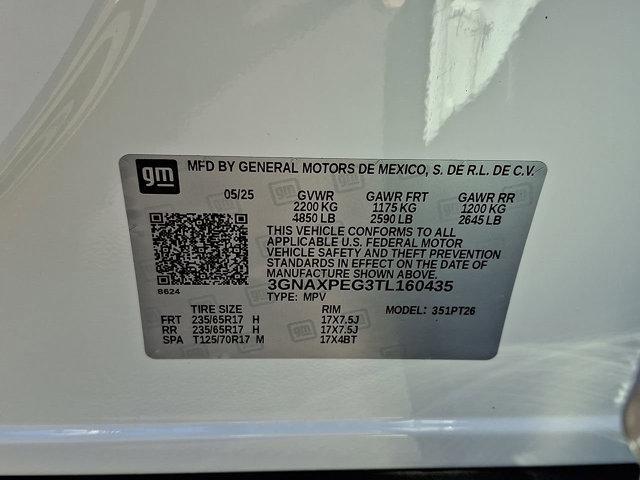 gm MFD BY GENERAL MOTORS DE MEXICO, S. DE R.L. DE C.V.
05/25 GVWR GAWR FRT GAWR RR
2200 KG 1175 KG 1200 KG
4850 LB 2590 LB 2645 LB
THIS VEHICLE CONFORMS TO ALL
APPLICABLE U.S. FEDERAL MOTOR
VEHICLE SAFETY AND THEFT PREVENTION
STANDARDS IN EFFECT ON THE DATE OF
MANUFACTURE SHOWN ABOVE.
3GNAXPEG3TL160435
8624 TYPE: MPV
TIRE SIZE RIM MODEL: 351PT26
FRT 235/65R17 H 17X7.5J
RR 235/65R17 H 17X7.5J
SPA T125/70R17 M 17X4BT